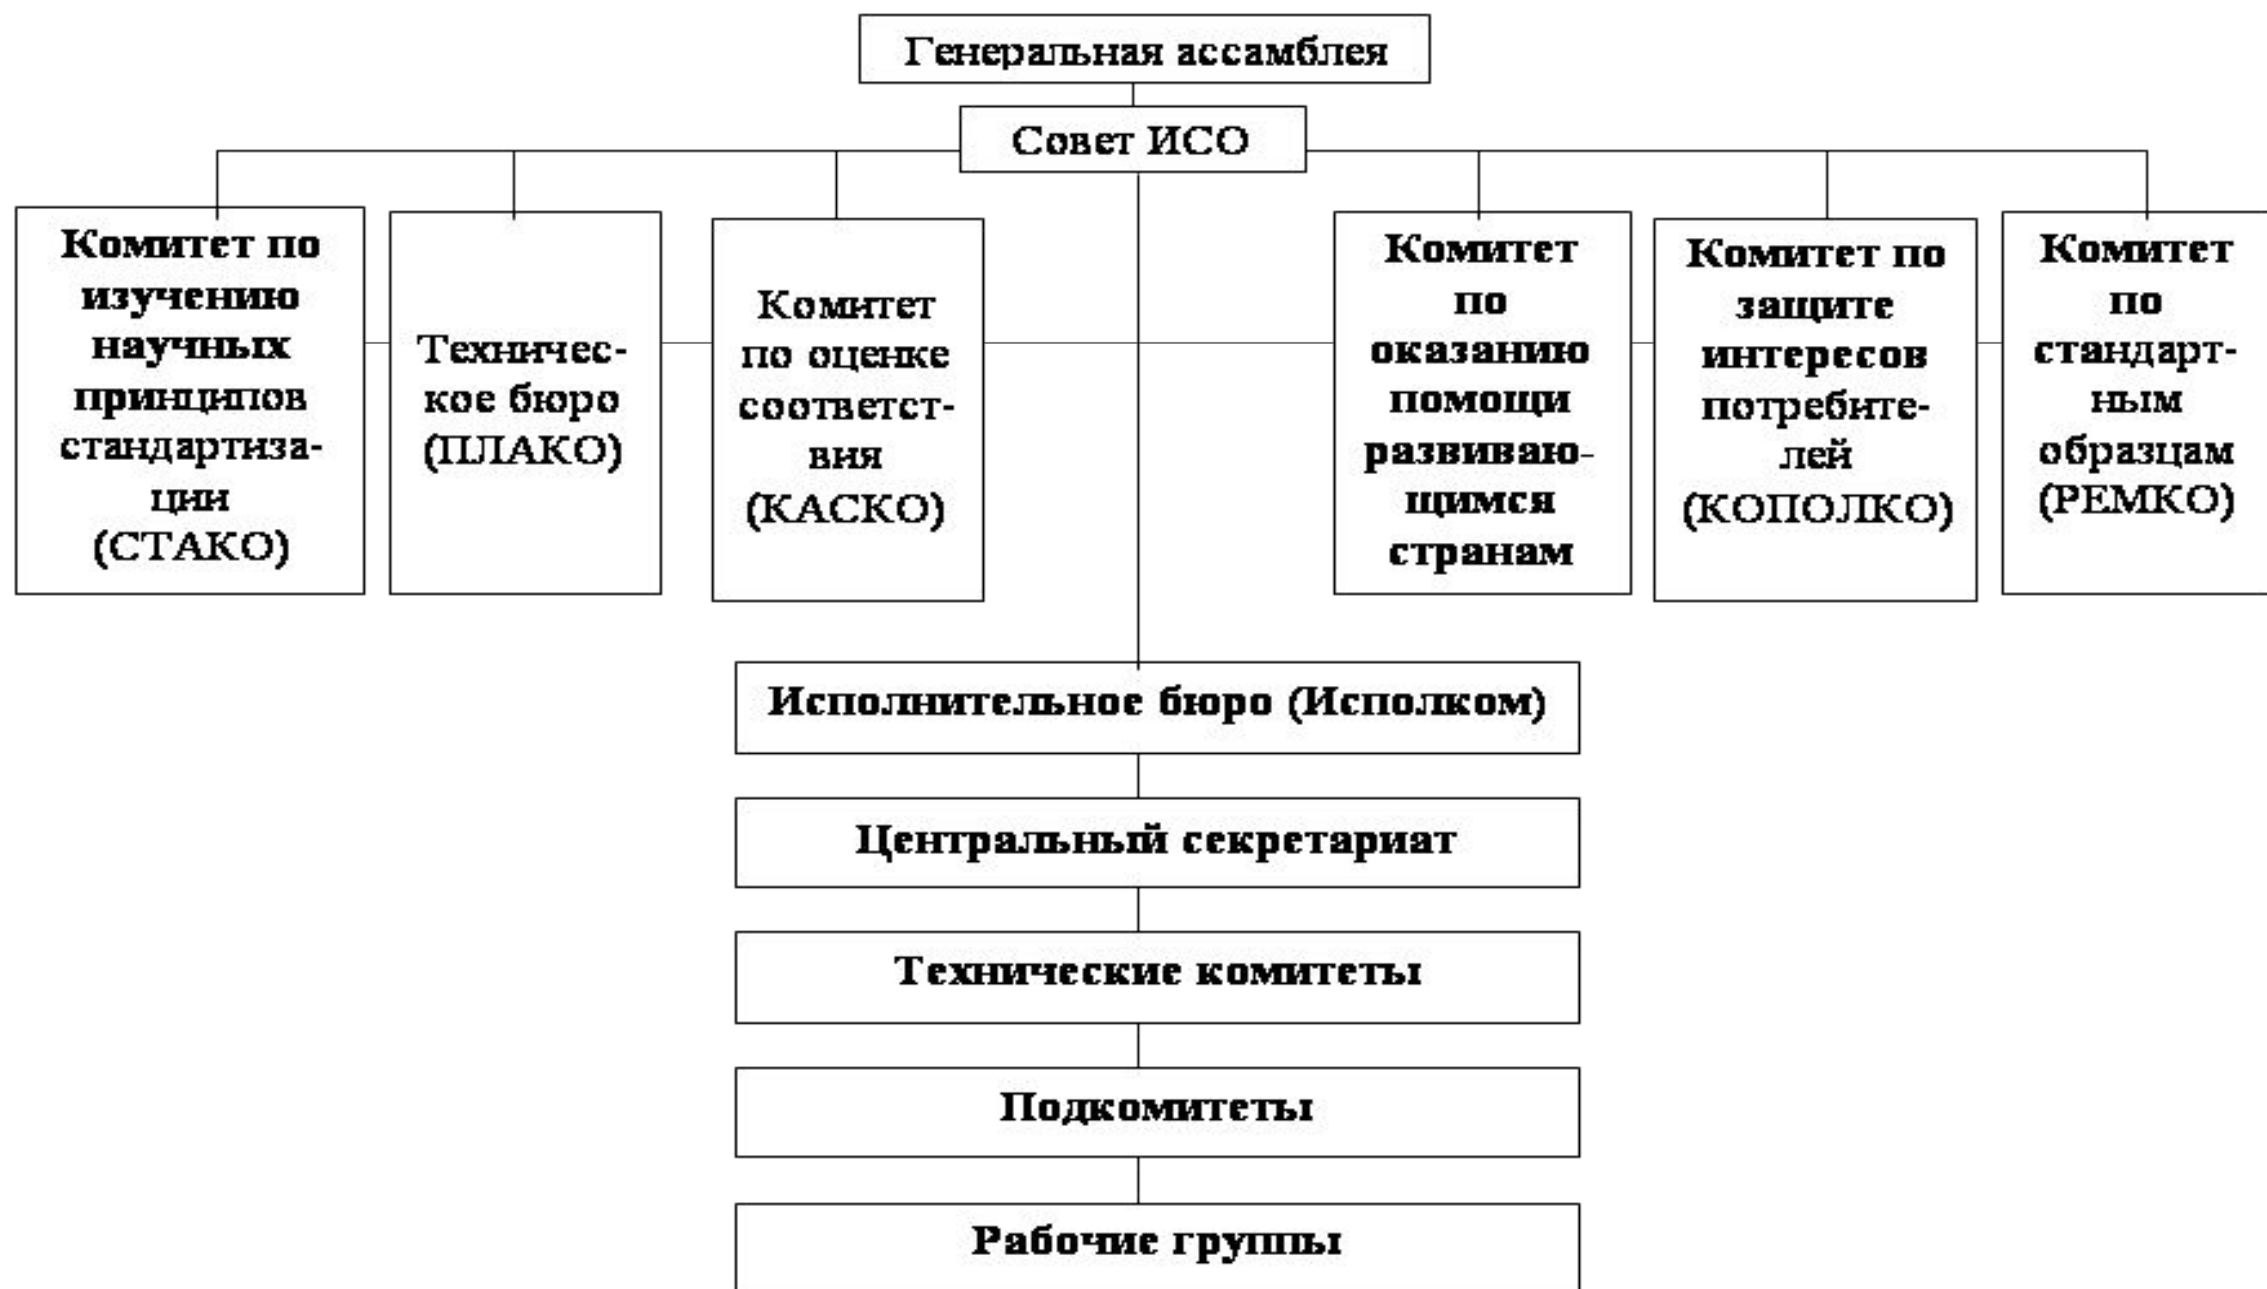 Генеральная ассамблея
Совет ИСО
Комитет по
изучению
научных
принципов
стандартиза-
ции
(СТАКО)
Техничес-
кое бюро
(ПЛАКО)
Комитет
по оценке
соответст-
вия
(КАСКО)
Комитет
по
оказанию
помощи
развиваю-
щимся
странам
Комитет по
защите
интересов
потребите-
лей
(КОПОЛКО)
Комитет
по
стандарт-
ным
образцам
(РЕМКО)
Исполнительное бюро (Исполком)
Центральный секретариат
Технические комитеты
Подкомитеты
Рабочие группы